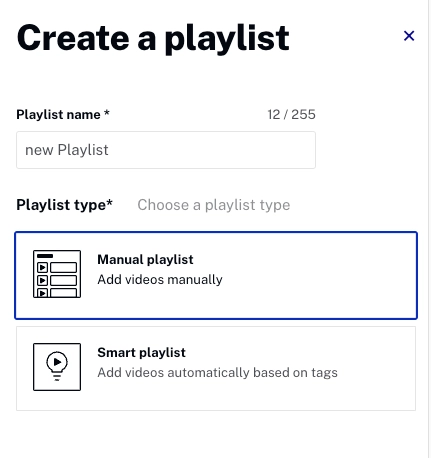 Create a playlist
Playlist name * 12 / 255
new Playlist
Playlist type* Choose a playlist type
Manual playlist
Add videos manually
Smart playlist
Add videos automatically based on tags